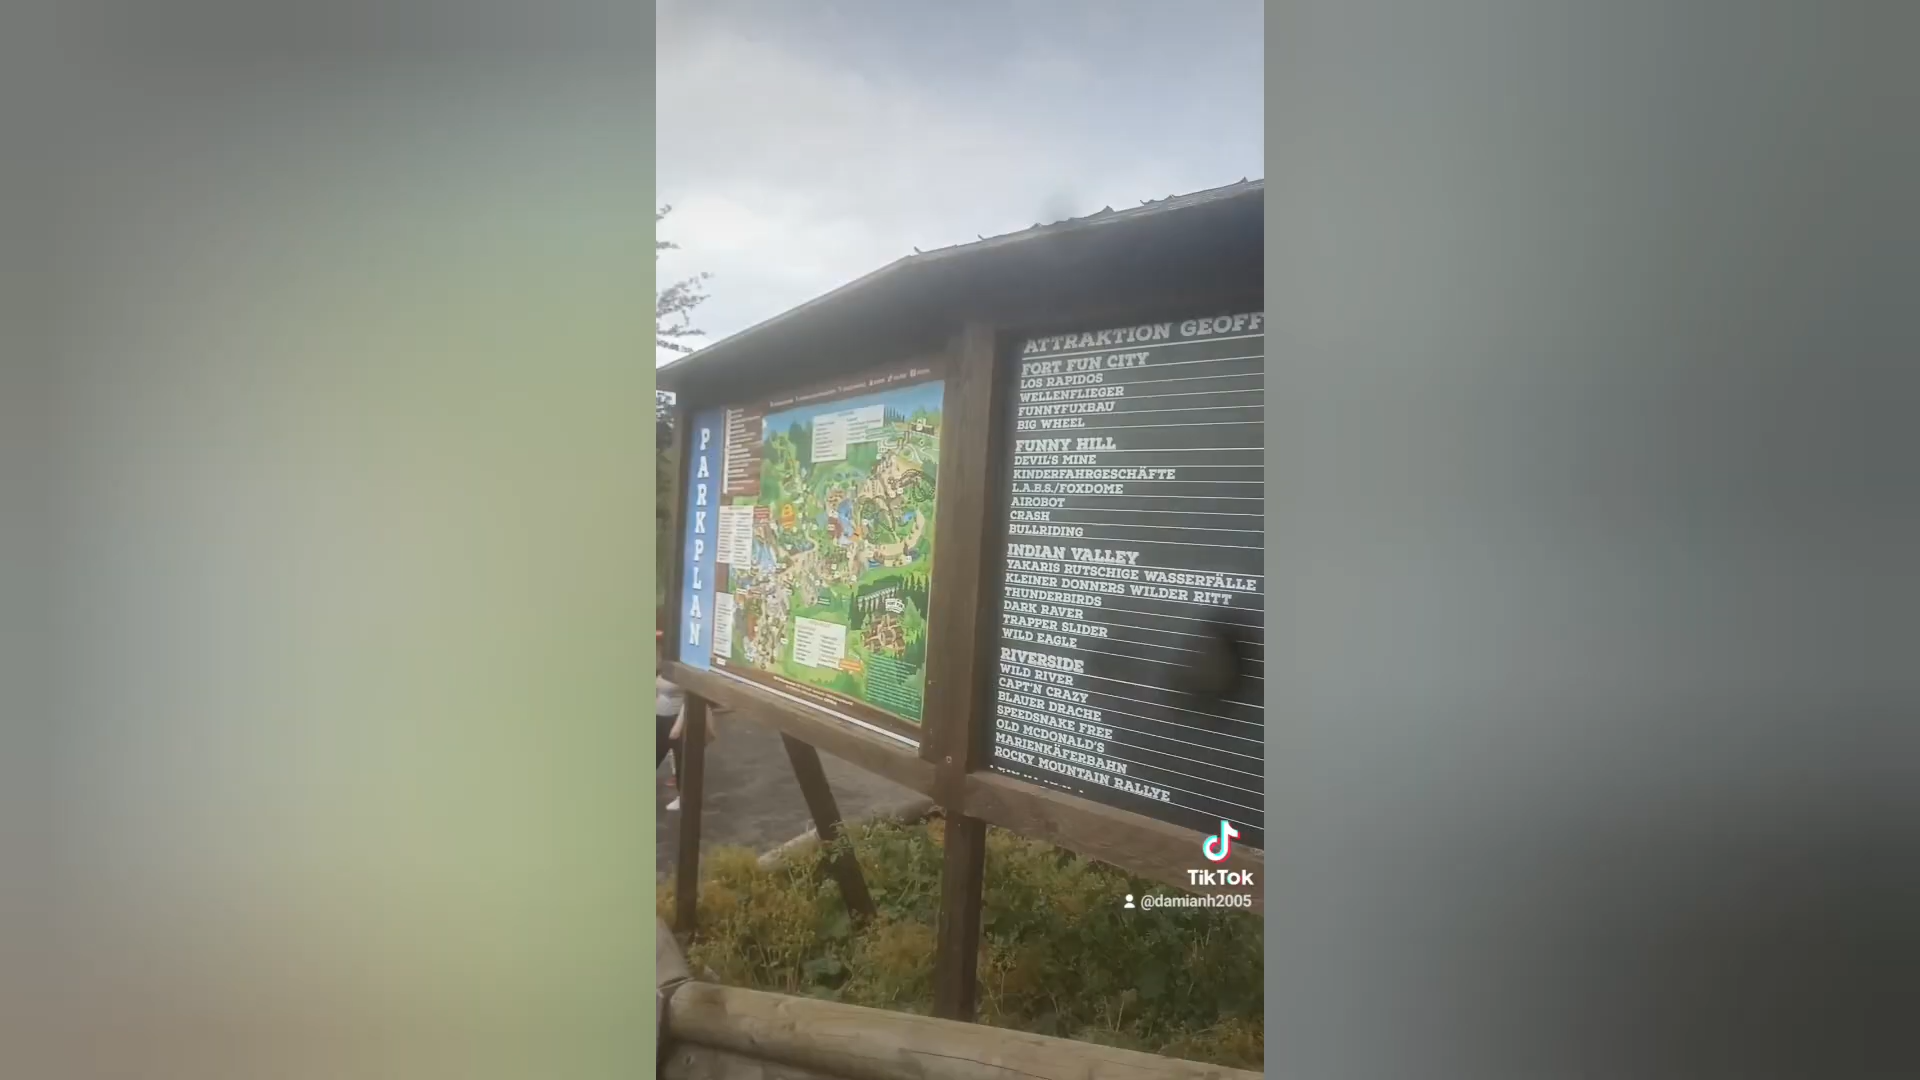 PARKPLAN
ATTRAKTION GEOFF
FORT FUN CITY
LOS RAPIDOS
WELLENFLIEGER
FUNNYFUXBAU
BIG WHEEL
FUNNY HILL
DEVIL'S MINE
KINDERFAHRGESCHÄFTE
L.A.B.S./FOXDOME
AIROBOT
CRASH
BULLRIDING
INDIAN VALLEY
YAKARIS RUTSCHIGE WASSERFÄLLE
KLEINER DONNERS WILDER RITT
THUNDERBIRDS
DARK RAVER
TRAPPER SLIDER
WILD EAGLE
RIVERSIDE
WILD RIVER
CAPT'N CRAZY
BLAUER DRACHE
SPEEDSNAKE FREE
OLD MCDONALD'S
MARIENKÄFERBAHN
ROCKY MOUNTAIN RALLYE
TikTok
@damianh2005